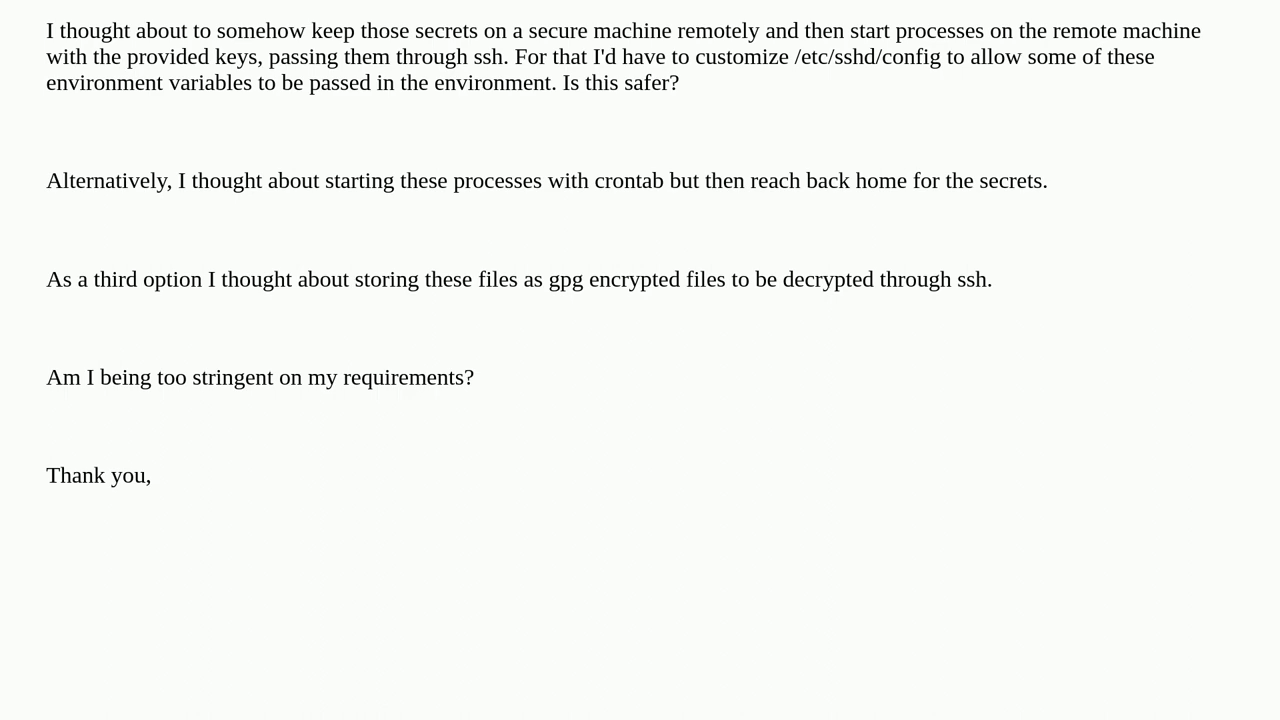 I thought about to somehow keep those secrets on a secure machine remotely and then start processes on the remote machine
with the provided keys, passing them through ssh. For that I'd have to customize /etc/sshd/config to allow some of these
environment variables to be passed in the environment. Is this safer?
Alternatively, I thought about starting these processes with crontab but then reach back home for the secrets.
As a third option I thought about storing these files as gpg encrypted files to be decrypted through ssh.
Am I being too stringent on my requirements?
Thank you,